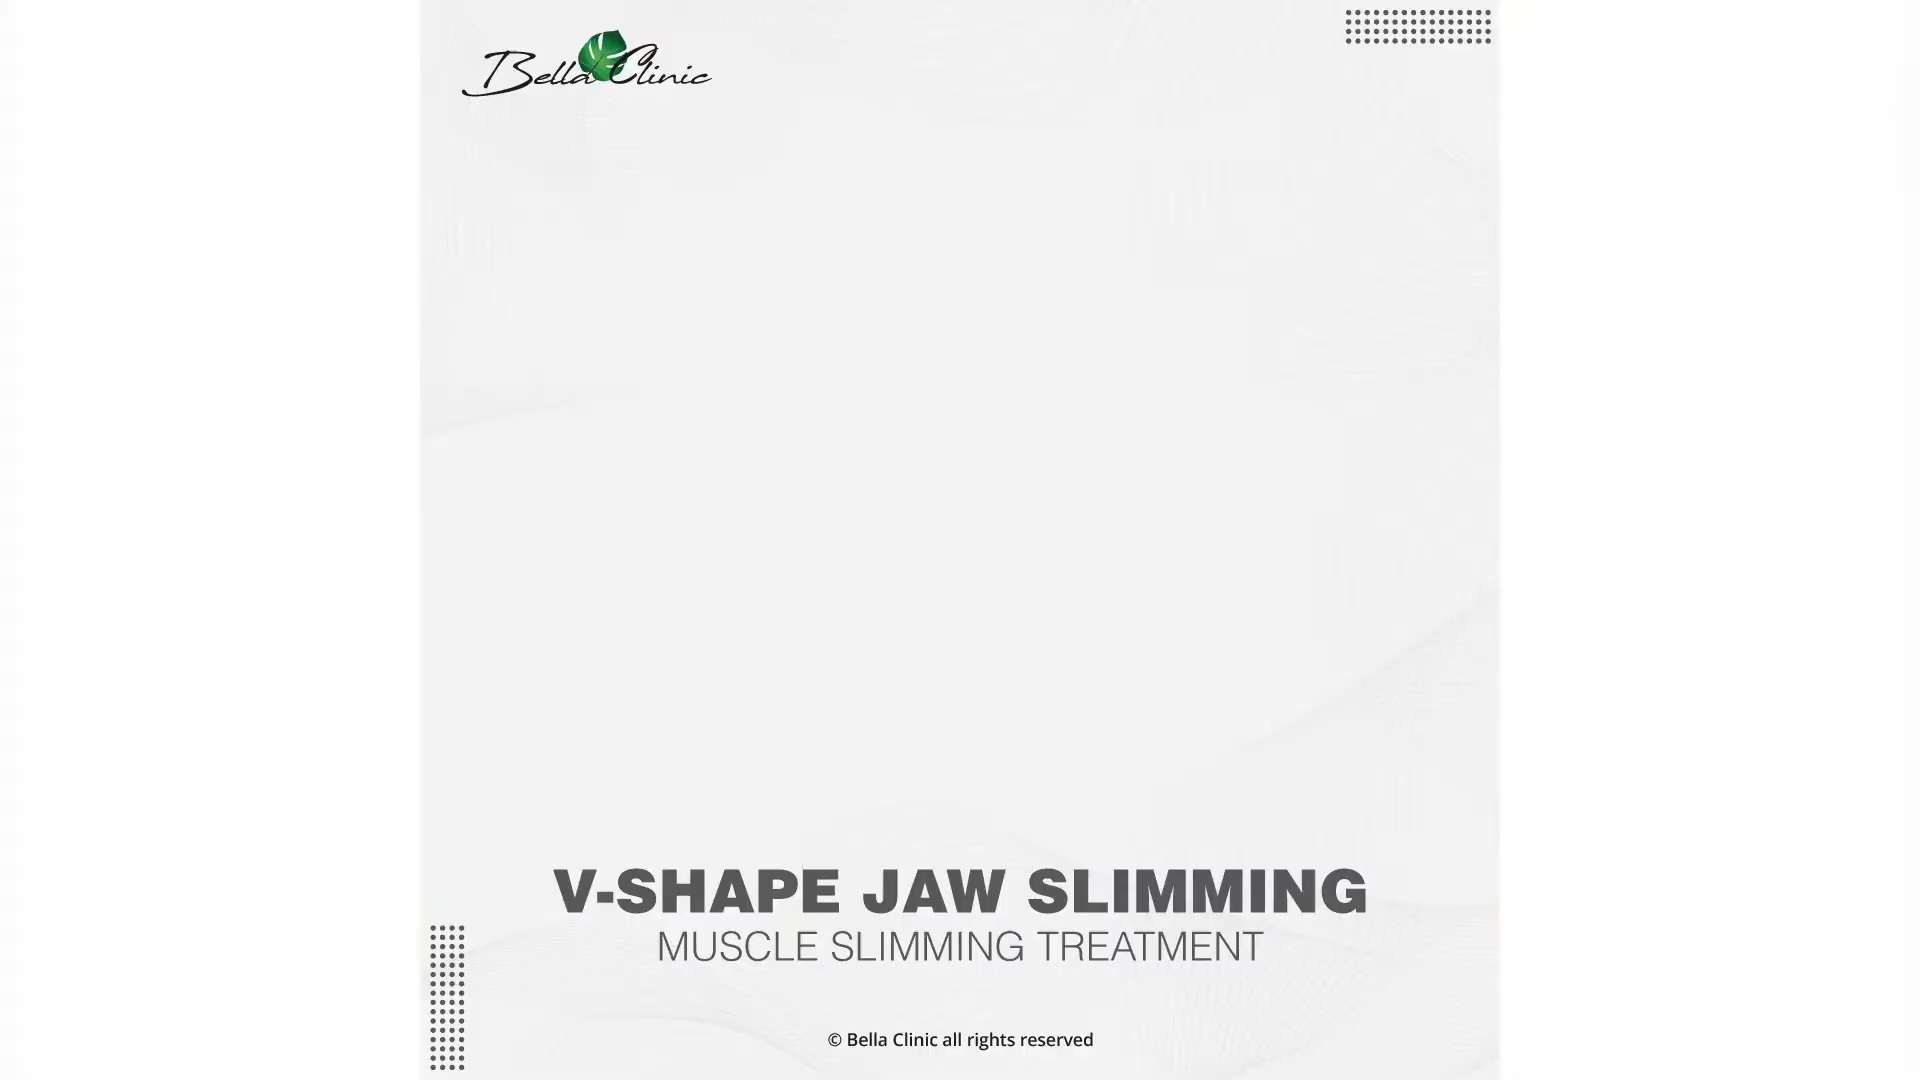 Bella Clinic
V-SHAPE JAW SLIMMING
MUSCLE SLIMMING TREATMENT
© Bella Clinic all rights reserved